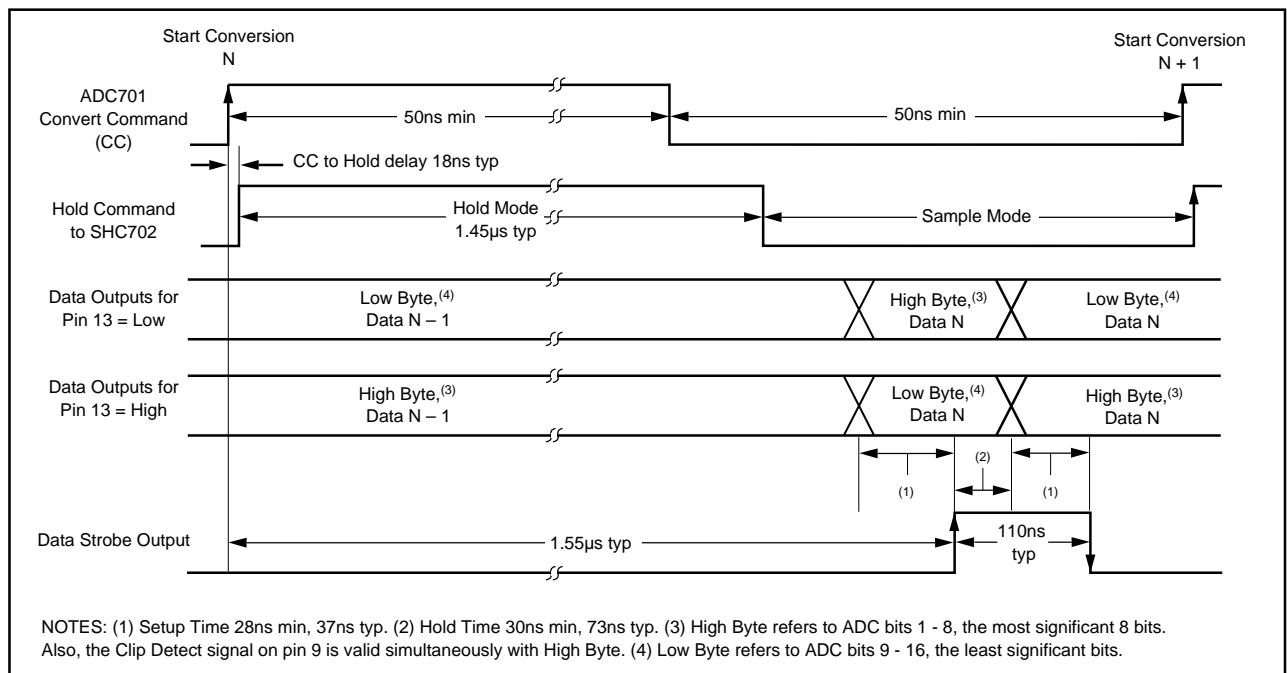 Start Conversion
N
Start Conversion
N + 1
ADC701
Convert Command
(CC)
50ns min
50ns min
CC to Hold delay 18ns typ
Hold Command
to SHC702
Hold Mode
1.45µs typ
Sample Mode
Data Outputs for
Pin 13 = Low
Low Byte,(4)
Data N – 1
High Byte,(3)
Data N
Low Byte,(4)
Data N
Data Outputs for
Pin 13 = High
High Byte,(3)
Data N – 1
Low Byte,(4)
Data N
High Byte,(3)
Data N
(1)
(2)
(1)
Data Strobe Output
1.55µs typ
110ns
typ
NOTES: (1) Setup Time 28ns min, 37ns typ. (2) Hold Time 30ns min, 73ns typ. (3) High Byte refers to ADC bits 1 - 8, the most significant 8 bits.
Also, the Clip Detect signal on pin 9 is valid simultaneously with High Byte. (4) Low Byte refers to ADC bits 9 - 16, the least significant bits.